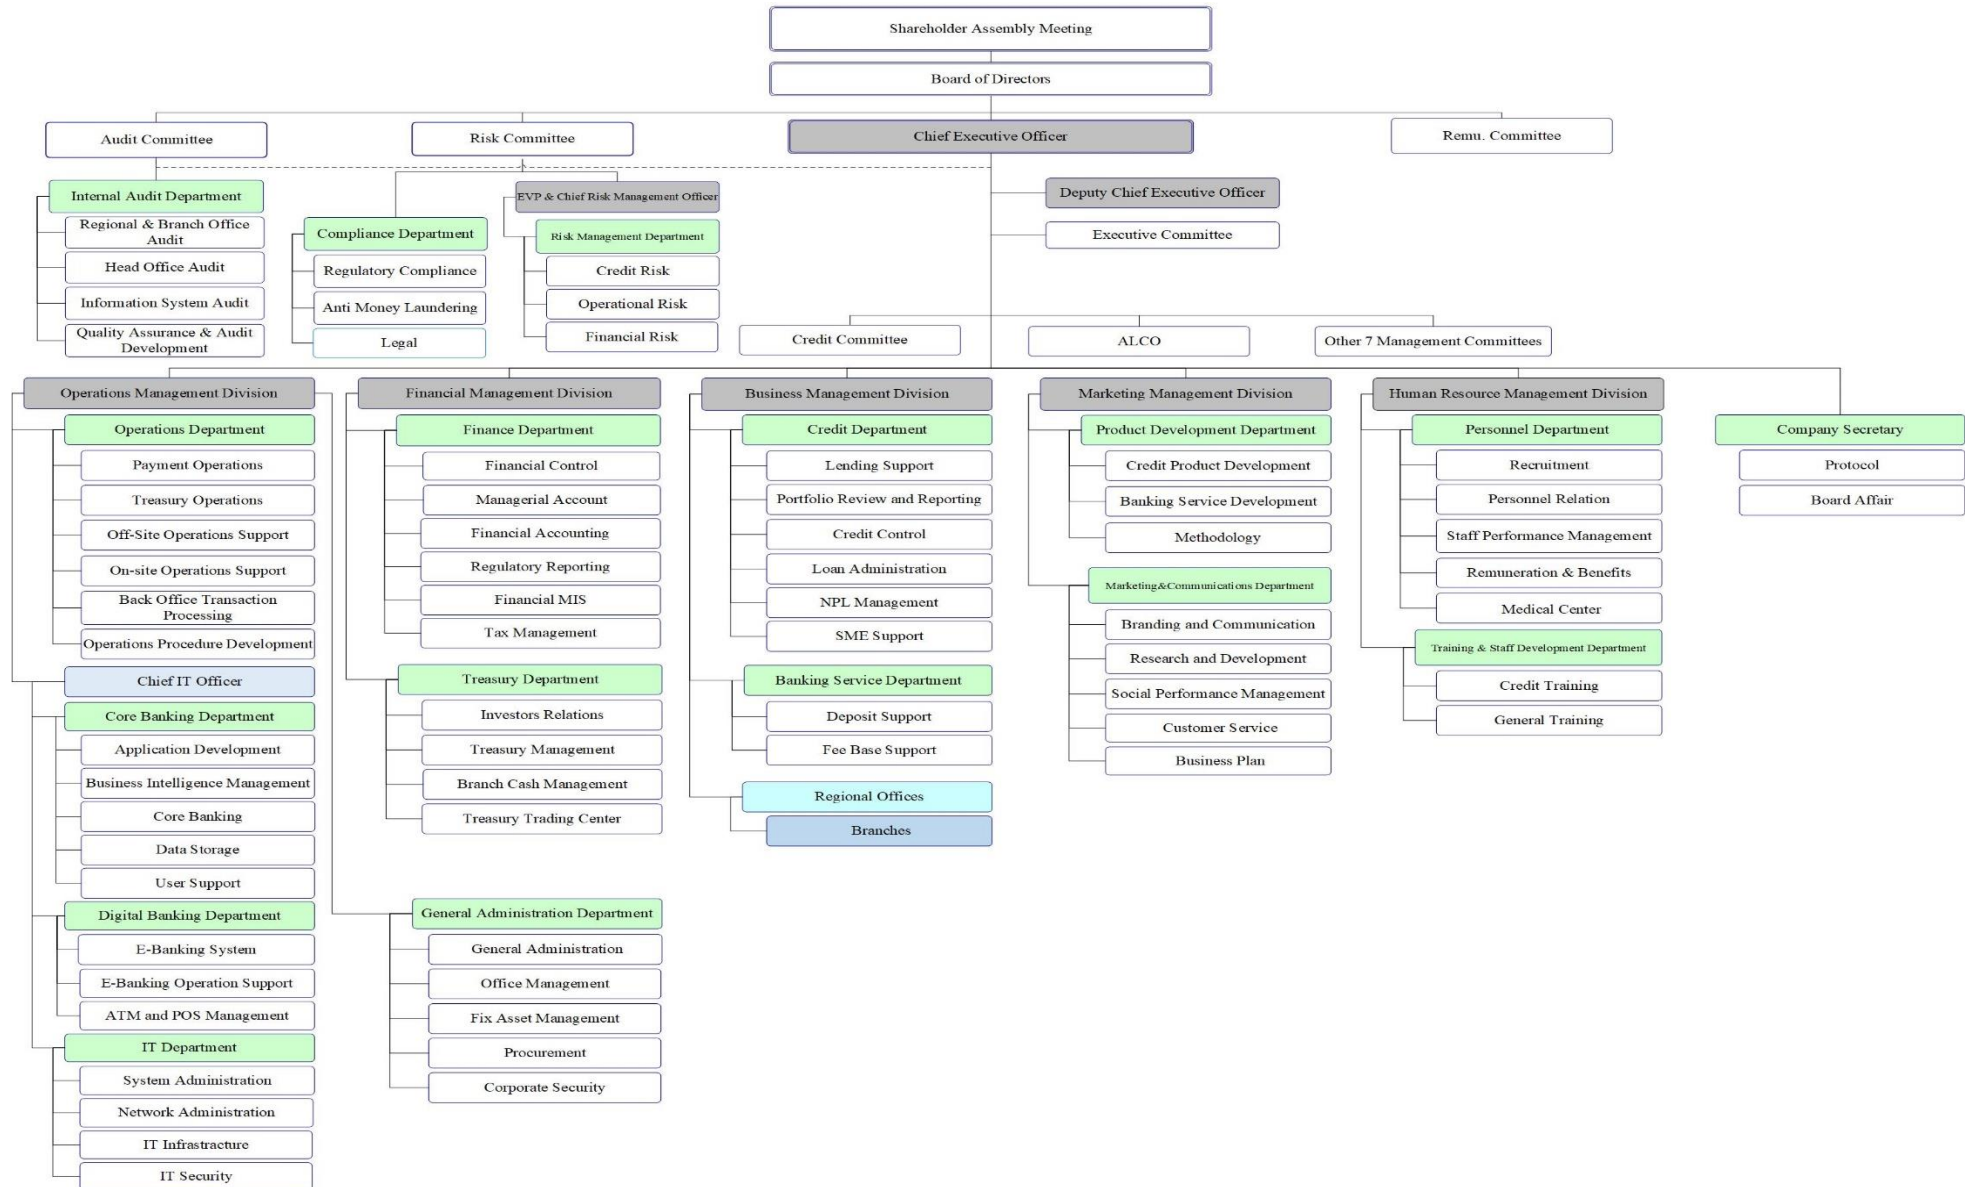 Shareholder Assembly Meeting
Board of Directors
Audit Committee
Risk Committee
Chief Executive Officer
Remu. Committee
Internal Audit Department
Regional & Branch Office
Audit
Head Office Audit
Information System Audit
Quality Assurance & Audit
Development
Compliance Department
Regulatory Compliance
Anti Money Laundering
Legal
EVP & Chief Risk Management Officer
Risk Management Department
Credit Risk
Operational Risk
Financial Risk
Deputy Chief Executive Officer
Executive Committee
Credit Committee
ALCO
Other 7 Management Committees
Operations Management Division
Operations Department
Payment Operations
Treasury Operations
Off-Site Operations Support
On-site Operations Support
Back Office Transaction
Processing
Operations Procedure Development
Chief IT Officer
Core Banking Department
Application Development
Business Intelligence Management
Core Banking
Data Storage
User Support
Digital Banking Department
E-Banking System
E-Banking Operation Support
ATM and POS Management
IT Department
System Administration
Network Administration
IT Infrastracture
IT Security
Financial Management Division
Finance Department
Financial Control
Managerial Account
Financial Accounting
Regulatory Reporting
Financial MIS
Tax Management
Treasury Department
Investors Relations
Treasury Management
Branch Cash Management
Treasury Trading Center
General Administration Department
General Administration
Office Management
Fix Asset Management
Procurement
Corporate Security
Business Management Division
Credit Department
Lending Support
Portfolio Review and Reporting
Credit Control
Loan Administration
NPL Management
SME Support
Banking Service Department
Deposit Support
Fee Base Support
Regional Offices
Branches
Marketing Management Division
Product Development Department
Credit Product Development
Banking Service Development
Methodology
Marketing&Communications Department
Branding and Communication
Research and Development
Social Performance Management
Customer Service
Business Plan
Human Resource Management Division
Personnel Department
Recruitment
Personnel Relation
Staff Performance Management
Remuneration & Benefits
Medical Center
Training & Staff Development Department
Credit Training
General Training
Company Secretary
Protocol
Board Affair